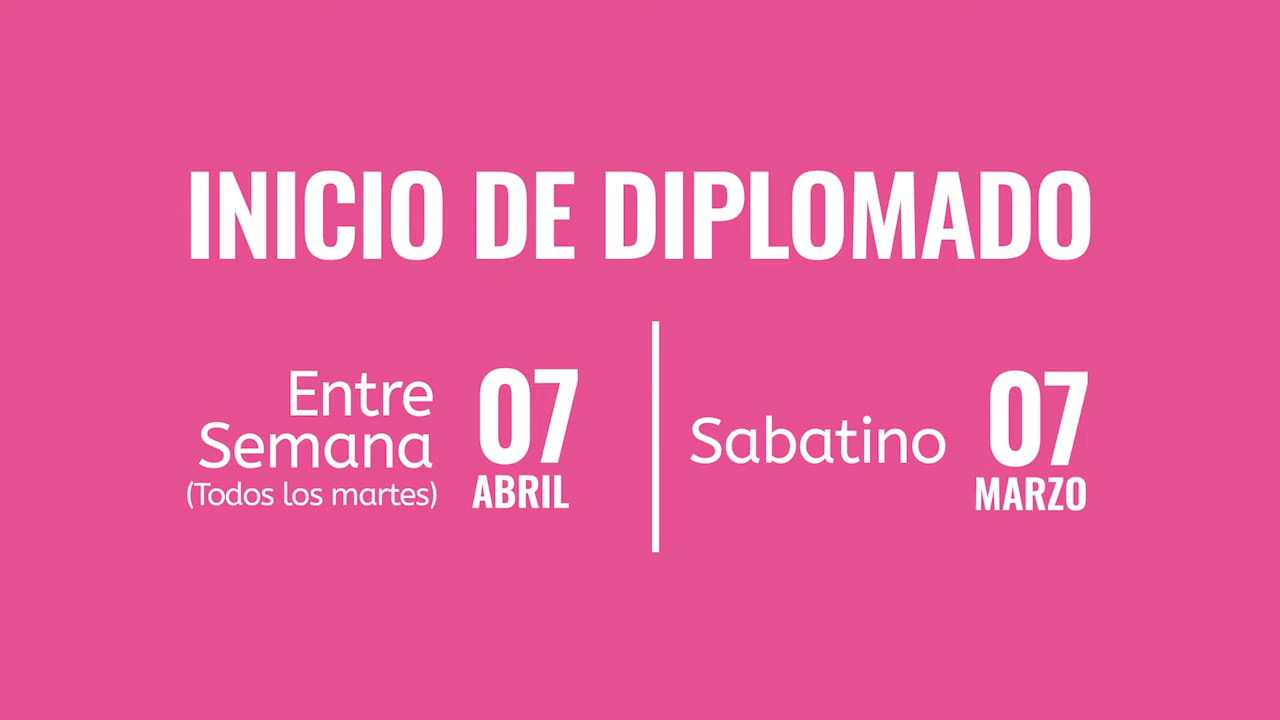 INICIO DE DIPLOMADO
Entre
Semana
(Todos los martes)
07
ABRIL
Sabatino
07
MARZO